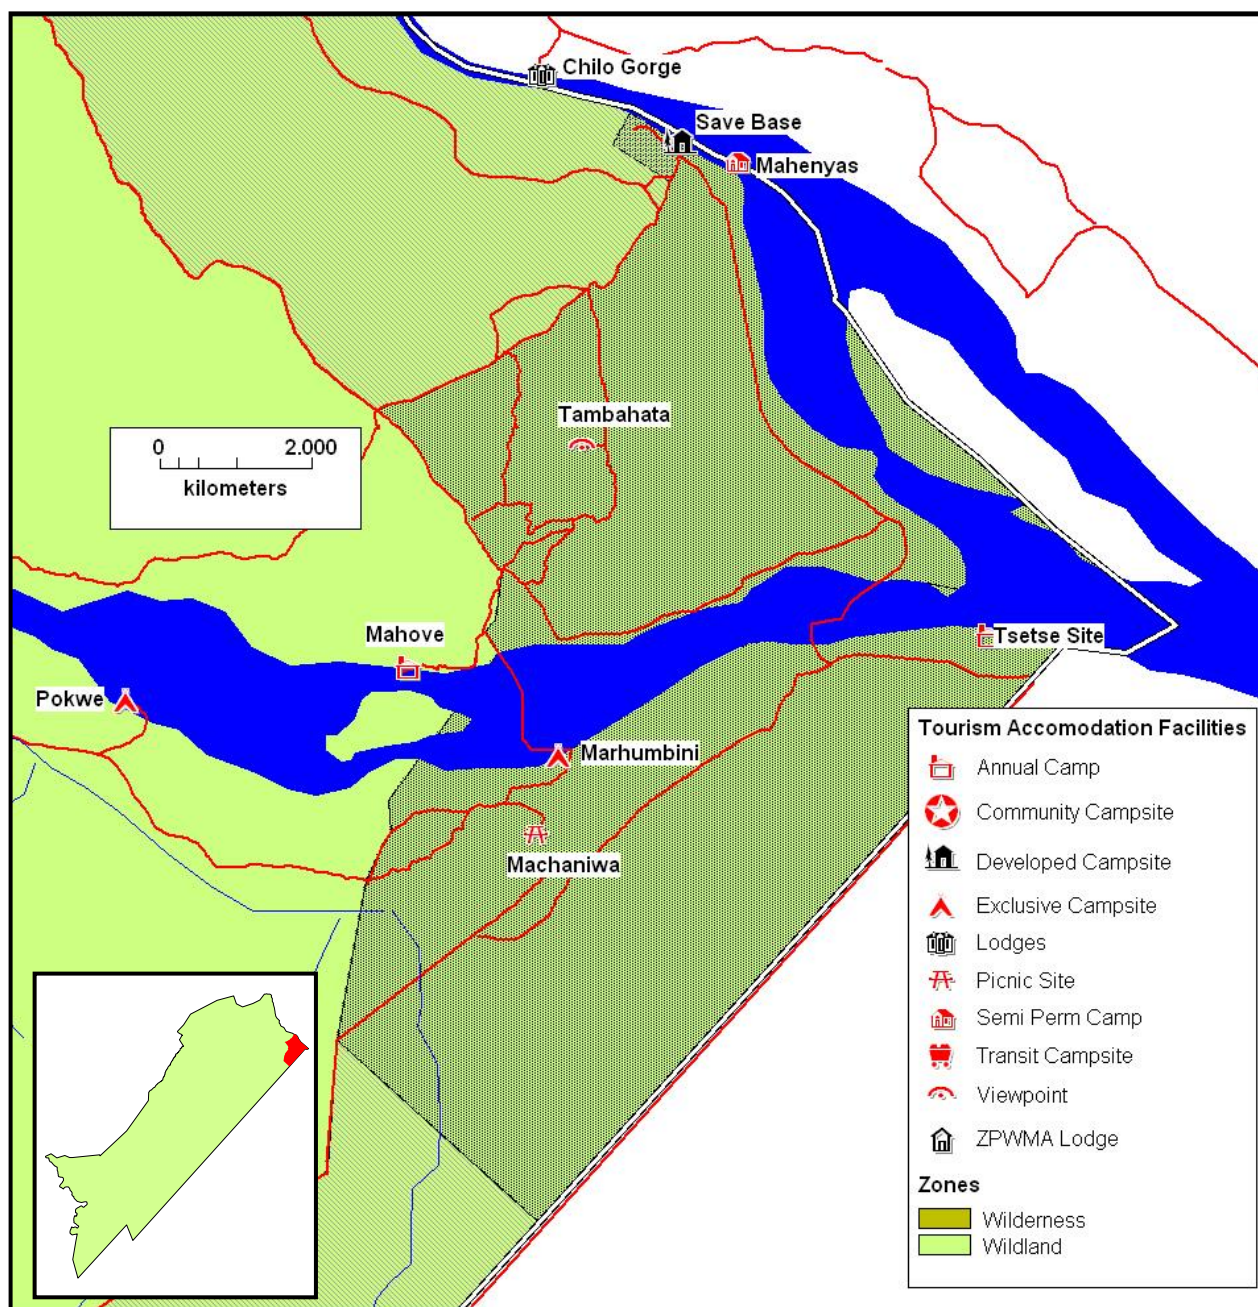 Chilo Gorge
Save Base
Mahenyas
Tambahata
0 2.000
kilometers
Mahove
Tsetse Site
Pokwe
Marhumbini
Machaniwa
Tourism Accomodation Facilities
Annual Camp
Community Campsite
Developed Campsite
Exclusive Campsite
Lodges
Picnic Site
Semi Perm Camp
Transit Campsite
Viewpoint
ZPWMA Lodge
Zones
Wilderness
Wildland